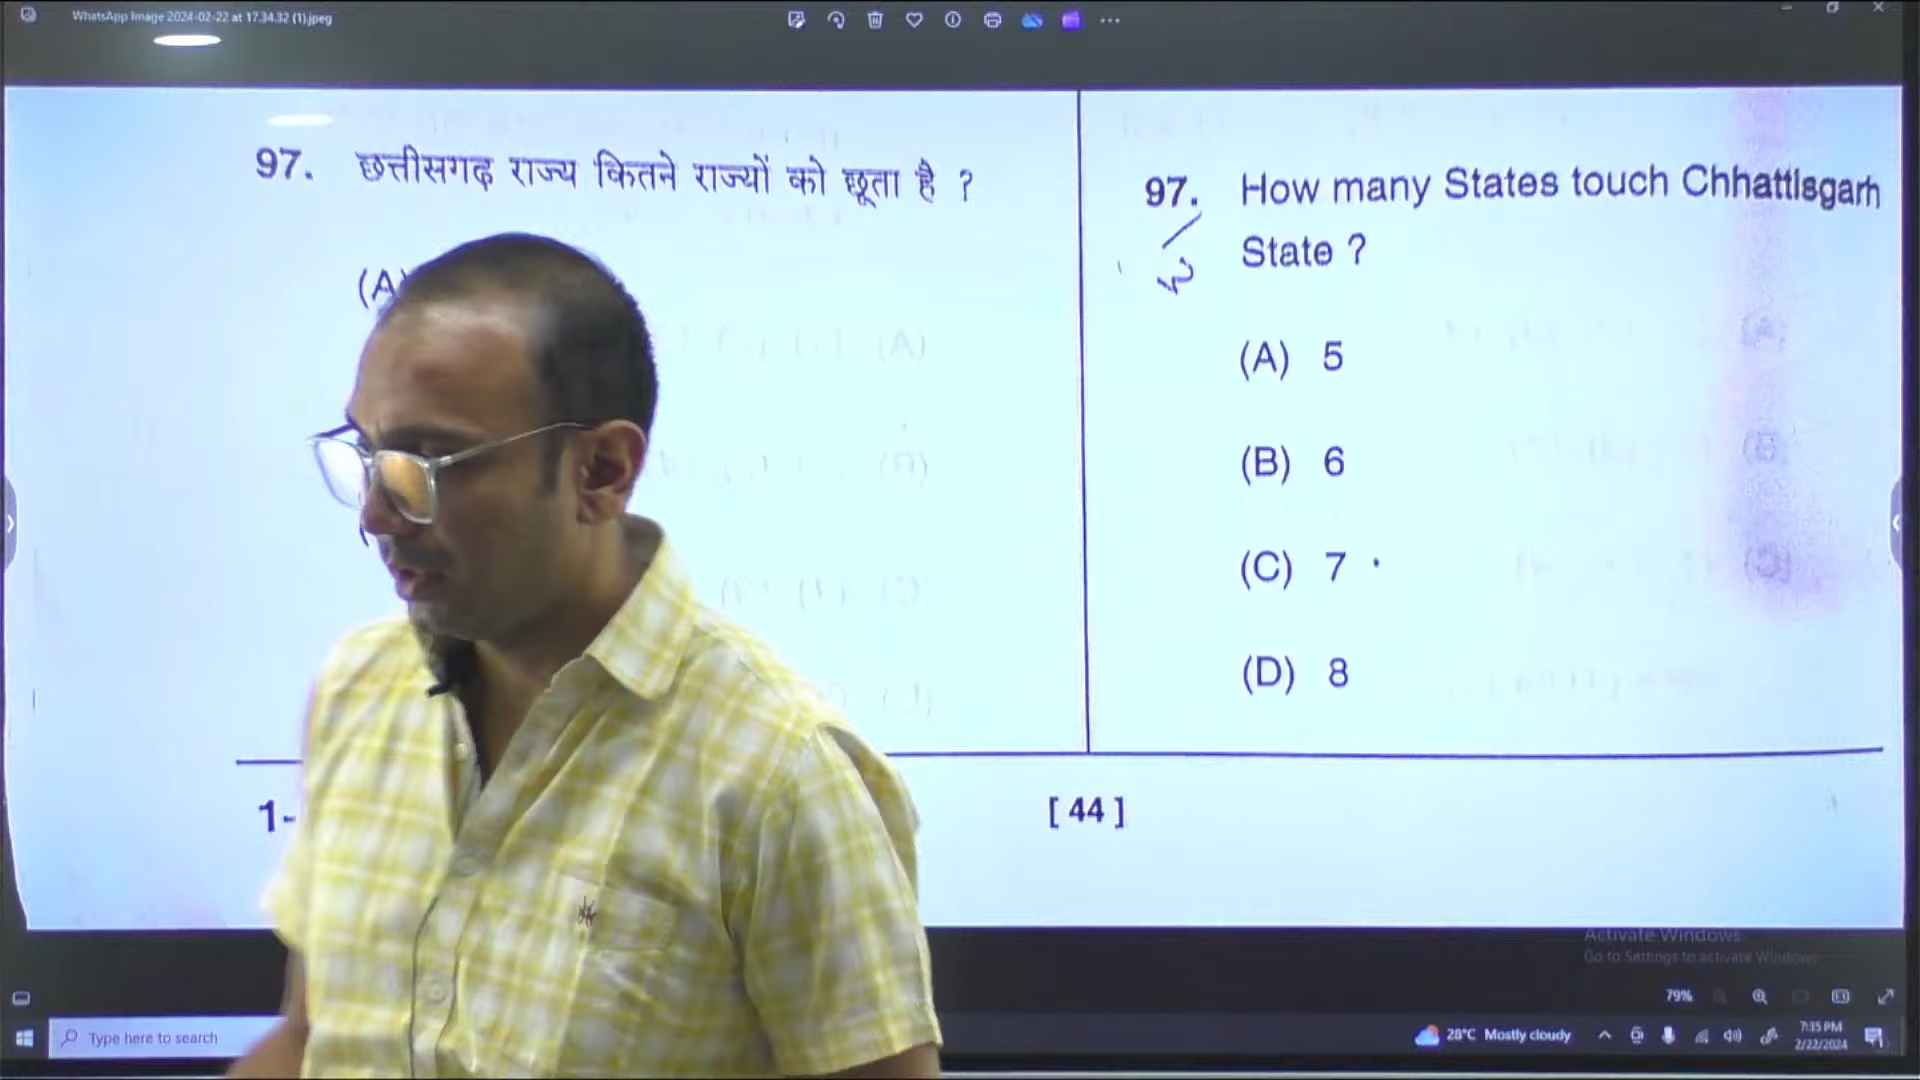 WhatsApp Image 2024-02-22 at 17.34.32 (1).jpeg
97. छत्तीसगढ़ राज्य कितने राज्यों को छूता है ?
(A)
97. How many States touch Chhattisgarh
State ?
(A) 5
(B) 6
(C) 7
(D) 8
1-
[ 44 ]
Activate Windows
Go to Settings to activate Windows.
79%
Type here to search
28°C Mostly cloudy
7:35 PM
2/22/2024